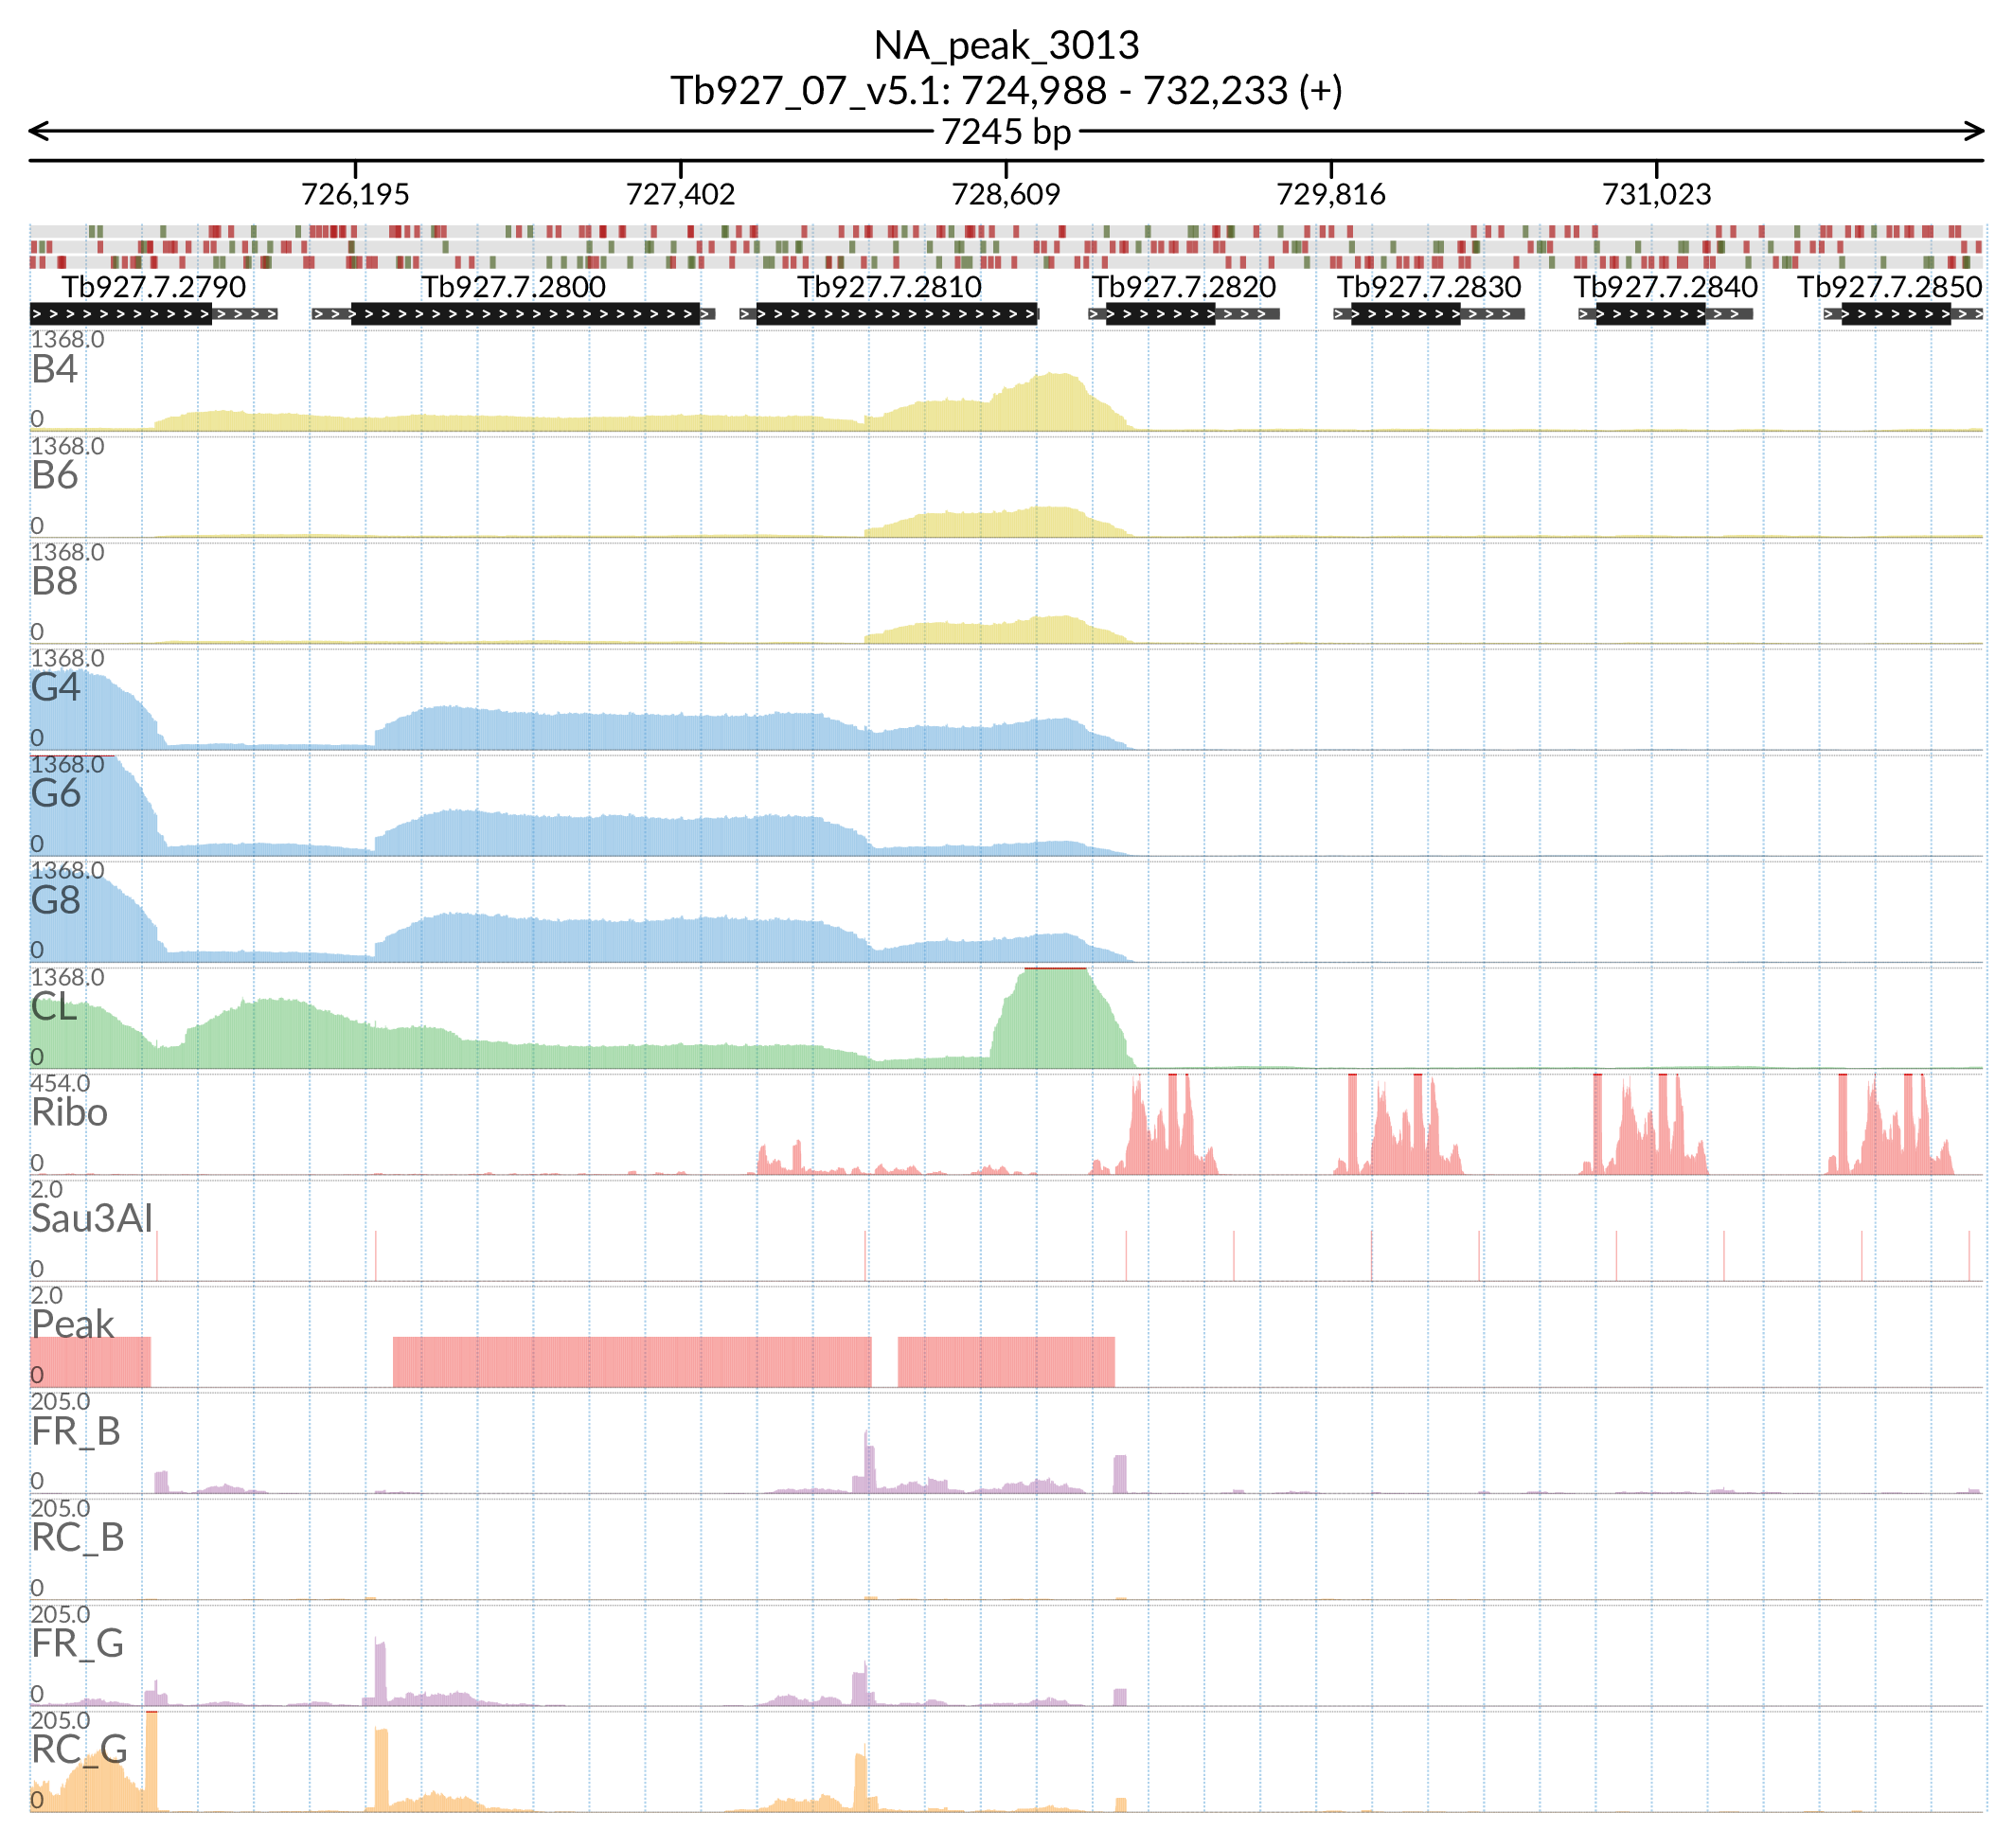 NA_peak_3013
Tb927_07_v5.1: 724,988 - 732,233 (+)
7245 bp
726,195 727,402 728,609 729,816 731,023
Tb927.7.2790 Tb927.7.2800 Tb927.7.2810 Tb927.7.2820 Tb927.7.2830 Tb927.7.2840 Tb927.7.2850
1368.0
B4
0
1368.0
B6
0
1368.0
B8
0
1368.0
G4
0
1368.0
G6
0
1368.0
G8
0
1368.0
CL
0
454.0
Ribo
0
2.0
Sau3AI
0
2.0
Peak
0
205.0
FR_B
0
205.0
RC_B
0
205.0
FR_G
0
205.0
RC_G
0